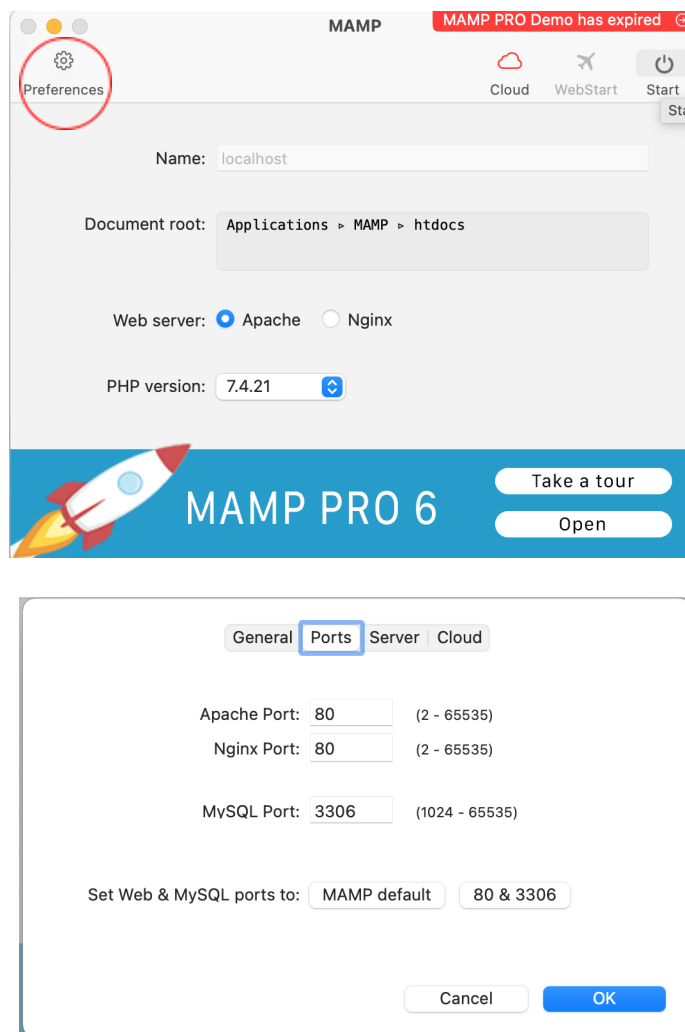 MAMP
MAMP PRO Demo has expired
Preferences
Cloud
WebStart
Start
Name: localhost
Document root: Applications ▹ MAMP ▹ htdocs
Web server: Apache Nginx
PHP version: 7.4.21
MAMP PRO 6
Take a tour
Open
General Ports Server Cloud
Apache Port: 80 (2 - 65535)
Nginx Port: 80 (2 - 65535)
MySQL Port: 3306 (1024 - 65535)
Set Web & MySQL ports to: MAMP default 80 & 3306
Cancel OK